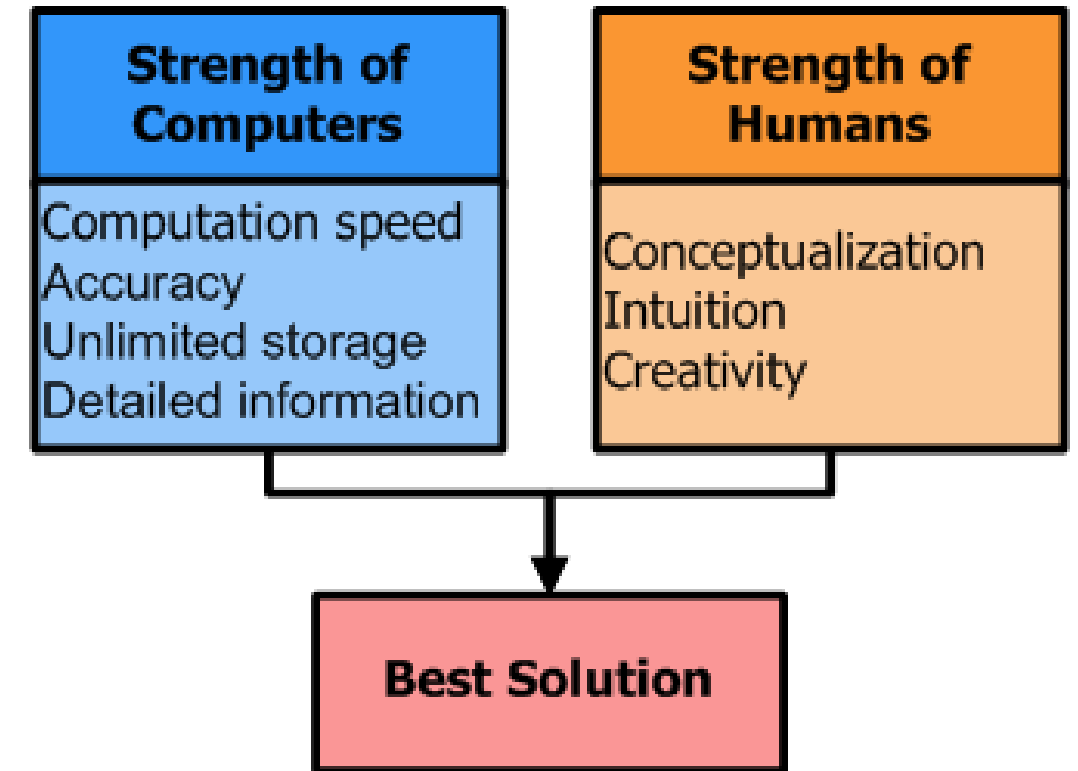 Strength of
Computers
Computation speed
Accuracy
Unlimited storage
Detailed information
Strength of
Humans
Conceptualization
Intuition
Creativity
Best Solution